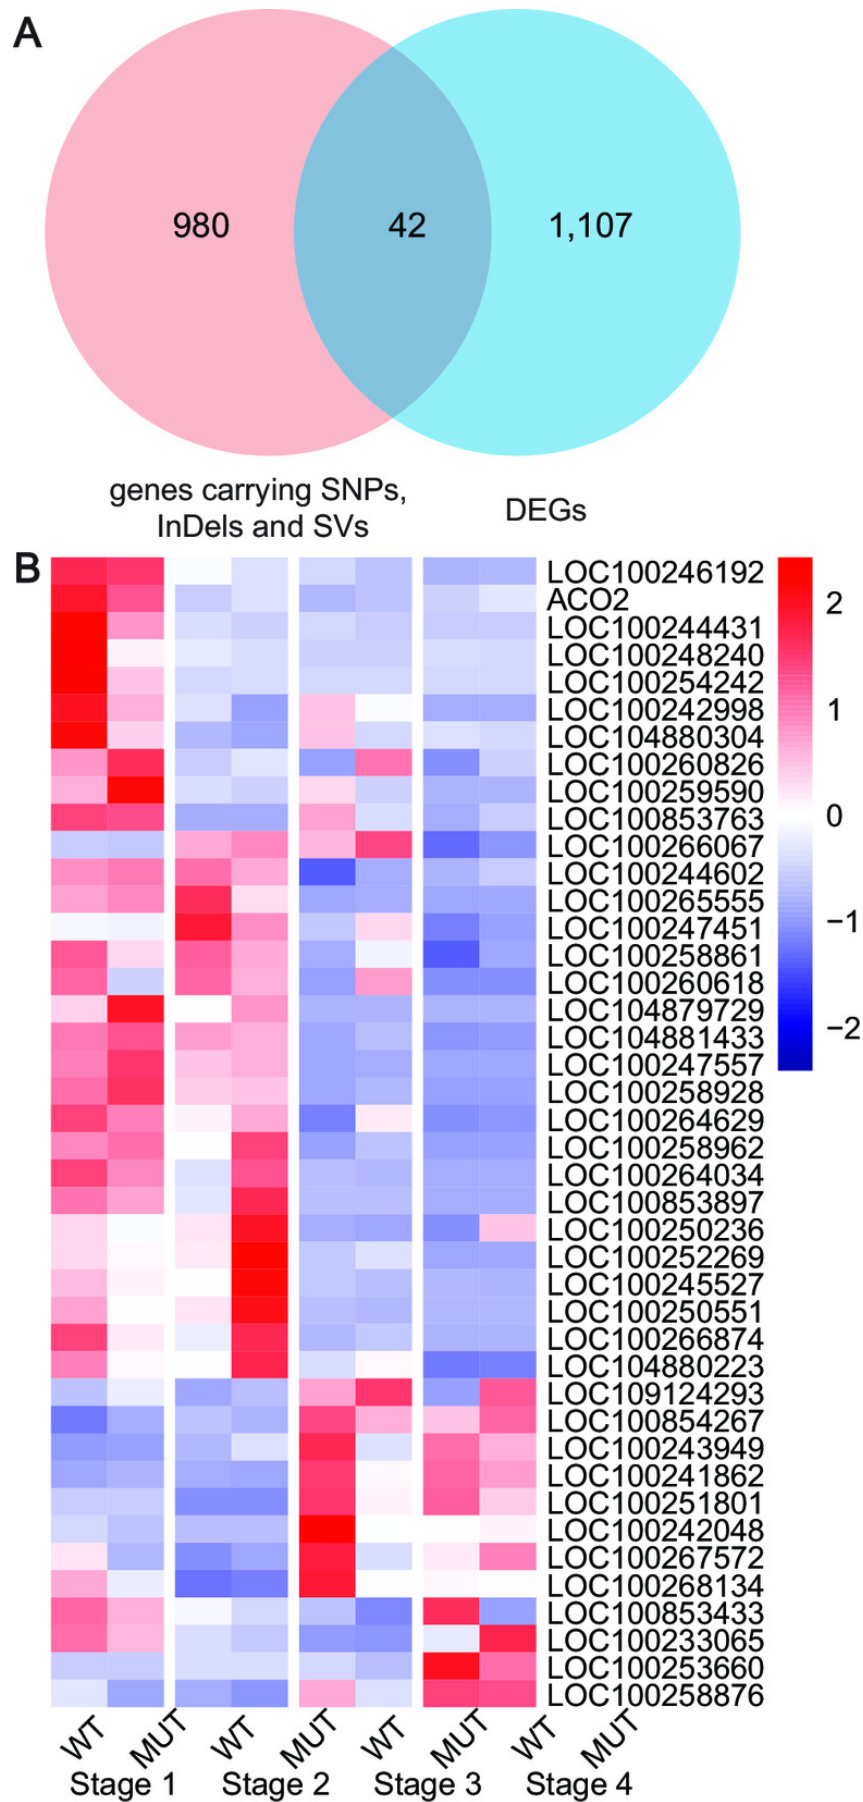 A
980
42
1,107
genes carrying SNPs,
InDels and SVs
DEGs
B
LOC100246192
ACO2
LOC100244431
LOC100248240
LOC100254242
LOC100242998
LOC104880304
LOC100260826
LOC100259590
LOC100853763
LOC100266067
LOC100244602
LOC100265555
LOC100247451
LOC100258861
LOC100260618
LOC104879729
LOC104881433
LOC100247557
LOC100258928
LOC100264629
LOC100258962
LOC100264034
LOC100853897
LOC100250236
LOC100252269
LOC100245527
LOC100250551
LOC100266874
LOC104880223
LOC109124293
LOC100854267
LOC100243949
LOC100241862
LOC100251801
LOC100242048
LOC100267572
LOC100268134
LOC100853433
LOC100233065
LOC100253660
LOC100258876
2
1
0
−1
−2
WT MUT WT MUT WT MUT WT MUT
Stage 1 Stage 2 Stage 3 Stage 4